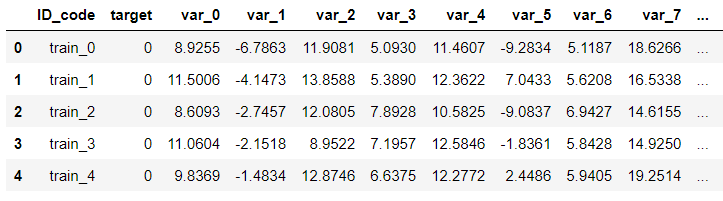 ID_code target var_0 var_1 var_2 var_3 var_4 var_5 var_6 var_7 ...
0 train_0 0 8.9255 -6.7863 11.9081 5.0930 11.4607 -9.2834 5.1187 18.6266 ...
1 train_1 0 11.5006 -4.1473 13.8588 5.3890 12.3622 7.0433 5.6208 16.5338 ...
2 train_2 0 8.6093 -2.7457 12.0805 7.8928 10.5825 -9.0837 6.9427 14.6155 ...
3 train_3 0 11.0604 -2.1518 8.9522 7.1957 12.5846 -1.8361 5.8428 14.9250 ...
4 train_4 0 9.8369 -1.4834 12.8746 6.6375 12.2772 2.4486 5.9405 19.2514 ...